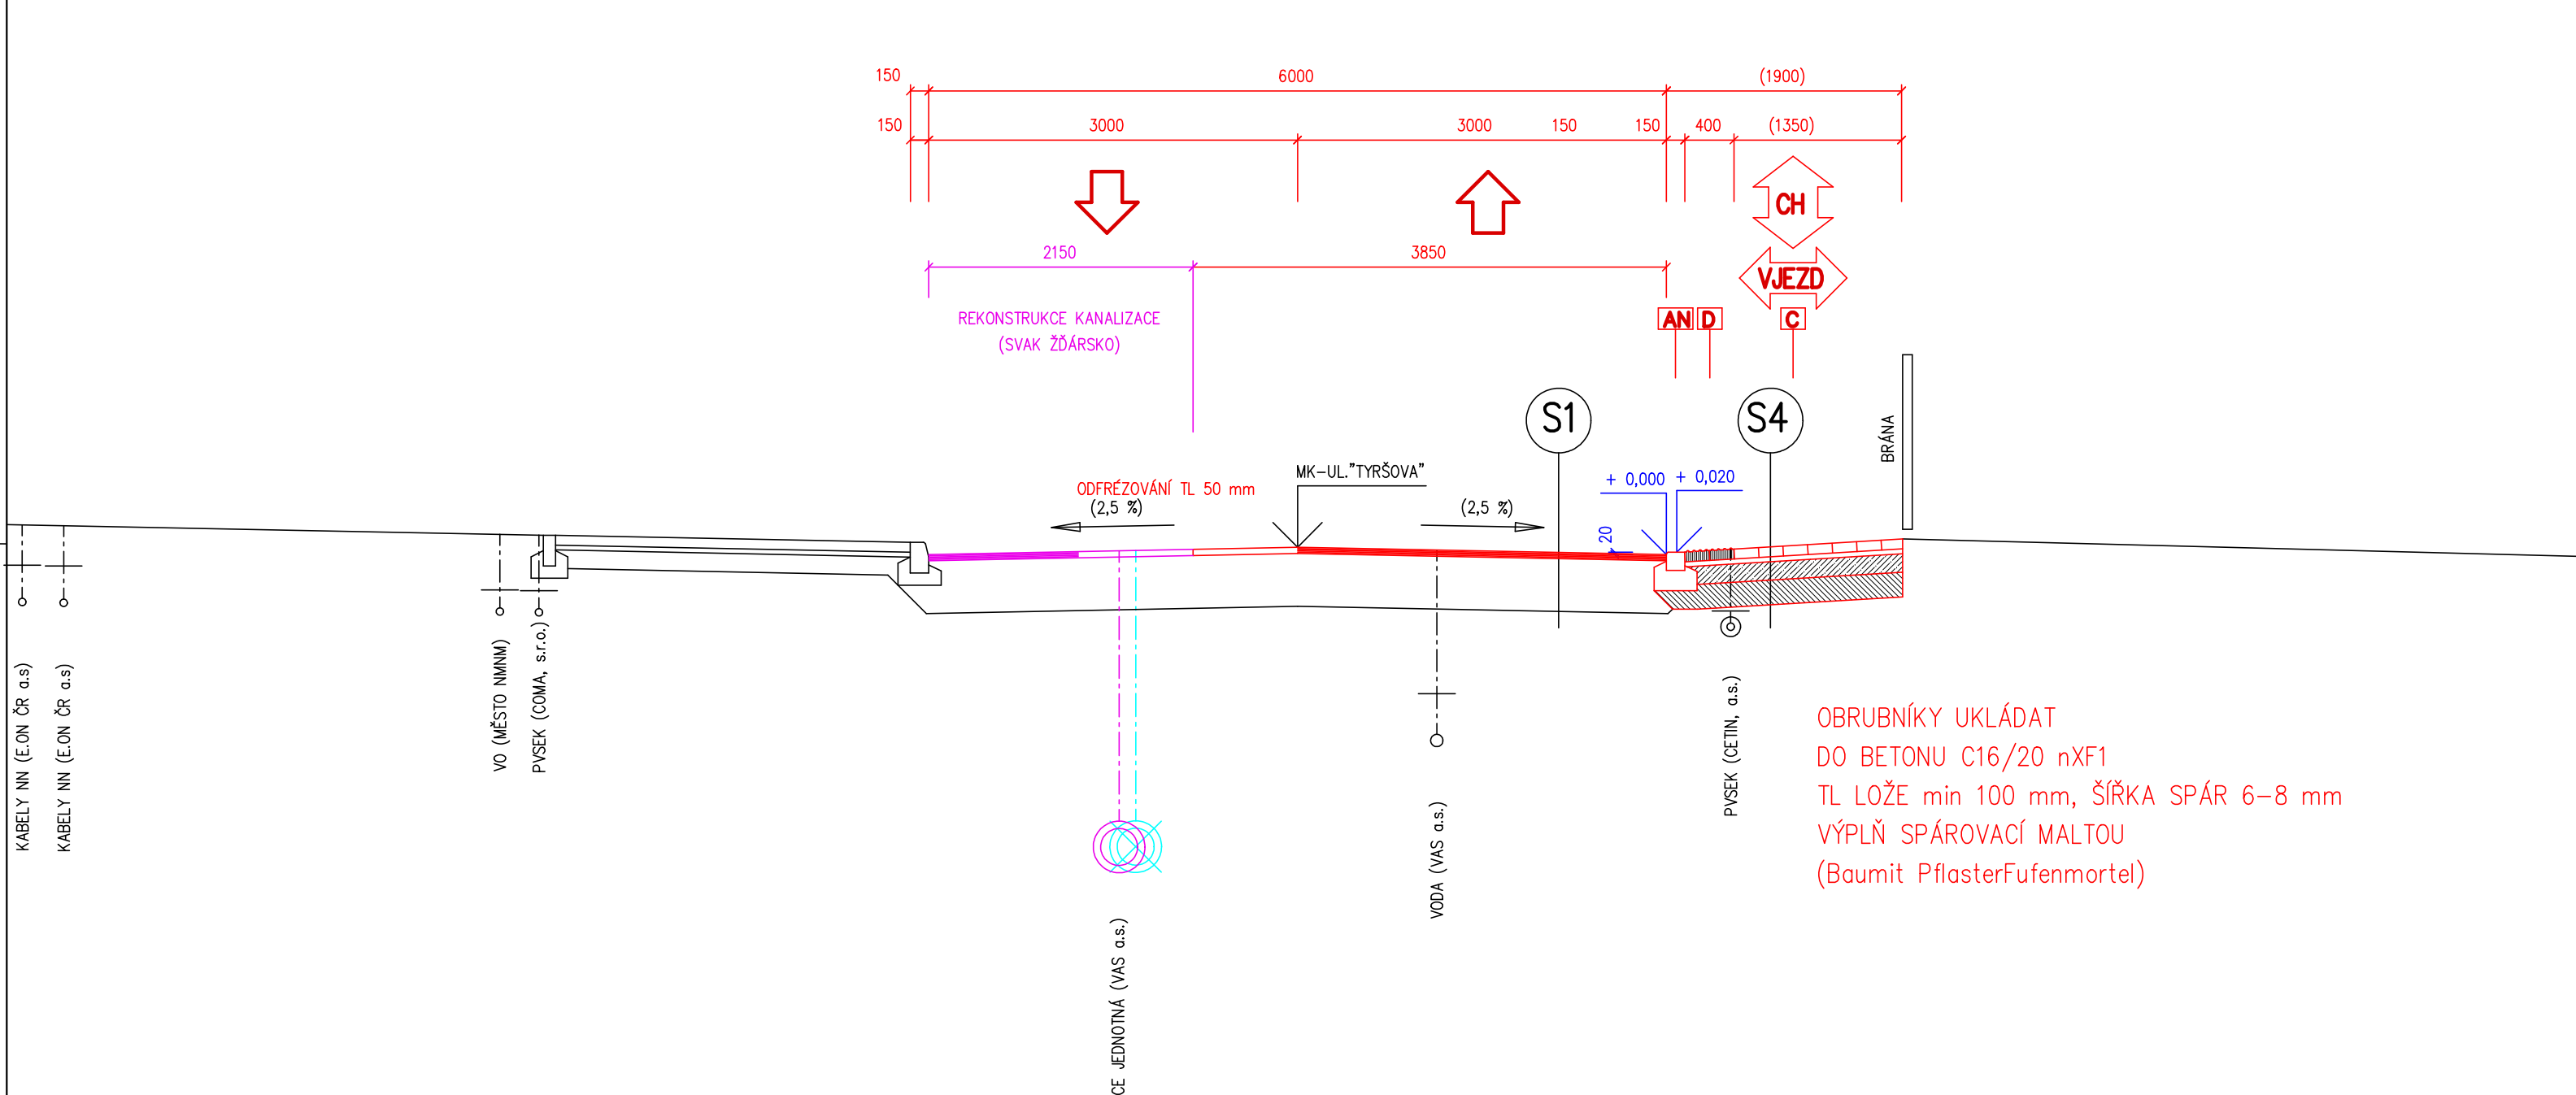 150
6000
(1900)
150
3000
3000
150
150
400
(1350)
CH
2150
3850
VJEZD
REKONSTRUKCE KANALIZACE
(SVAK ŽĎÁRSKO)
AN
D
C
S1
S4
BRÁNA
MK-UL."TYRŠOVA"
ODFRÉZOVÁNÍ TL 50 mm
(2,5 %)
(2,5 %)
+ 0,000
+ 0,020
20
KABELY NN (E.ON ČR a.s)
KABELY NN (E.ON ČR a.s)
VO (MĚSTO NMNM)
PVSEK (COMA, s.r.o.)
CE JEDNOTNÁ (VAS a.s.)
VODA (VAS a.s.)
PVSEK (CETIN, a.s.)
OBRUBNÍKY UKLÁDAT
DO BETONU C16/20 nXF1
TL LOŽE min 100 mm, ŠÍŘKA SPÁR 6-8 mm
VÝPLŇ SPÁROVACÍ MALTOU
(Baumit PflasterFufenmortel)